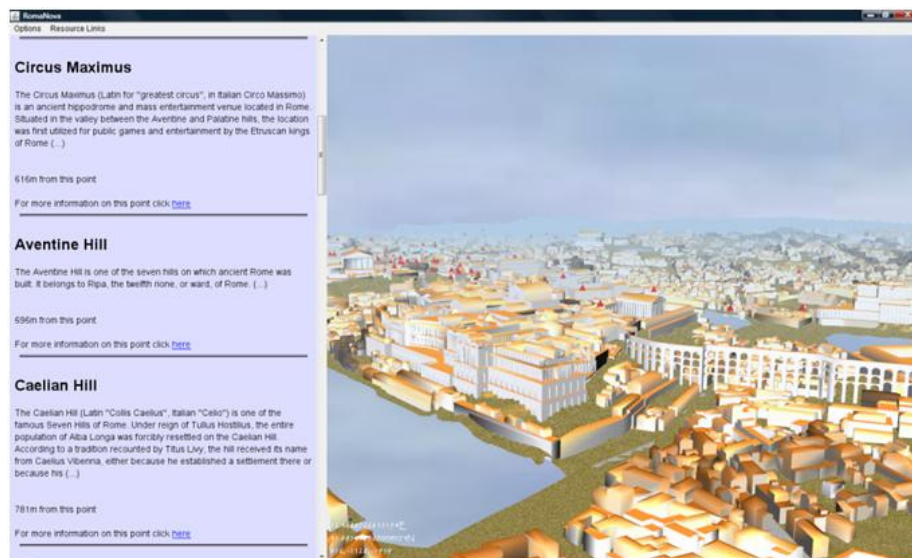 RomaNova
Options Resource Links
Circus Maximus
The Circus Maximus (Latin for "greatest circus", in Italian Circo Massimo)
is an ancient hippodrome and mass entertainment venue located in Rome.
Situated in the valley between the Aventine and Palatine hills, the location
was first utilized for public games and entertainment by the Etruscan kings
of Rome (...)
616m from this point
For more information on this point click here
Aventine Hill
The Aventine Hill is one of the seven hills on which ancient Rome was
built. It belongs to Ripa, the twelfth rione, or ward, of Rome. (...)
696m from this point
For more information on this point click here
Caelian Hill
The Caelian Hill (Latin "Collis Caelius", Italian "Celio") is one of the
famous Seven Hills of Rome. Under reign of Tullus Hostilius, the entire
population of Alba Longa was forcibly resettled on the Caelian Hill.
According to a tradition recounted by Titus Livy, the hill received its name
from Caelius Vibenna, either because he established a settlement there or
because his (...)
781m from this point
For more information on this point click here